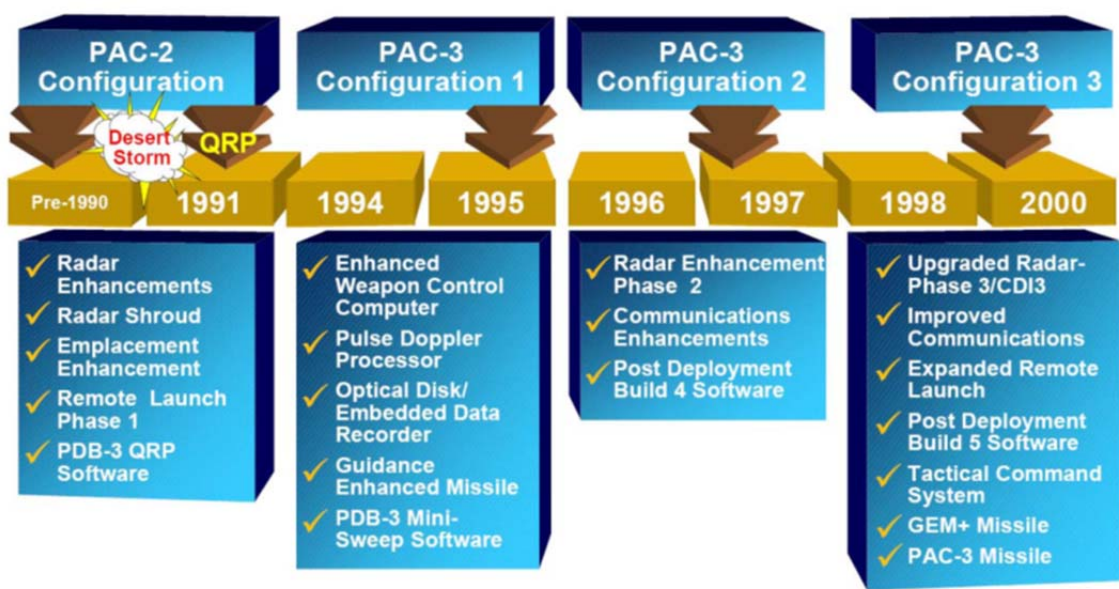 PAC-2
Configuration
PAC-3
Configuration 1
PAC-3
Configuration 2
PAC-3
Configuration 3
Desert
Storm
QRP
Pre-1990
1991
1994
1995
1996
1997
1998
2000
Radar
Enhancements
Radar Shroud
Emplacement
Enhancement
Remote Launch
Phase 1
PDB-3 QRP
Software
Enhanced
Weapon Control
Computer
Pulse Doppler
Processor
Optical Disk/
Embedded Data
Recorder
Guidance
Enhanced Missile
PDB-3 Mini-
Sweep Software
Radar Enhancement
Phase 2
Communications
Enhancements
Post Deployment
Build 4 Software
Upgraded Radar-
Phase 3/CDI3
Improved
Communications
Expanded Remote
Launch
Post Deployment
Build 5 Software
Tactical Command
System
GEM+ Missile
PAC-3 Missile